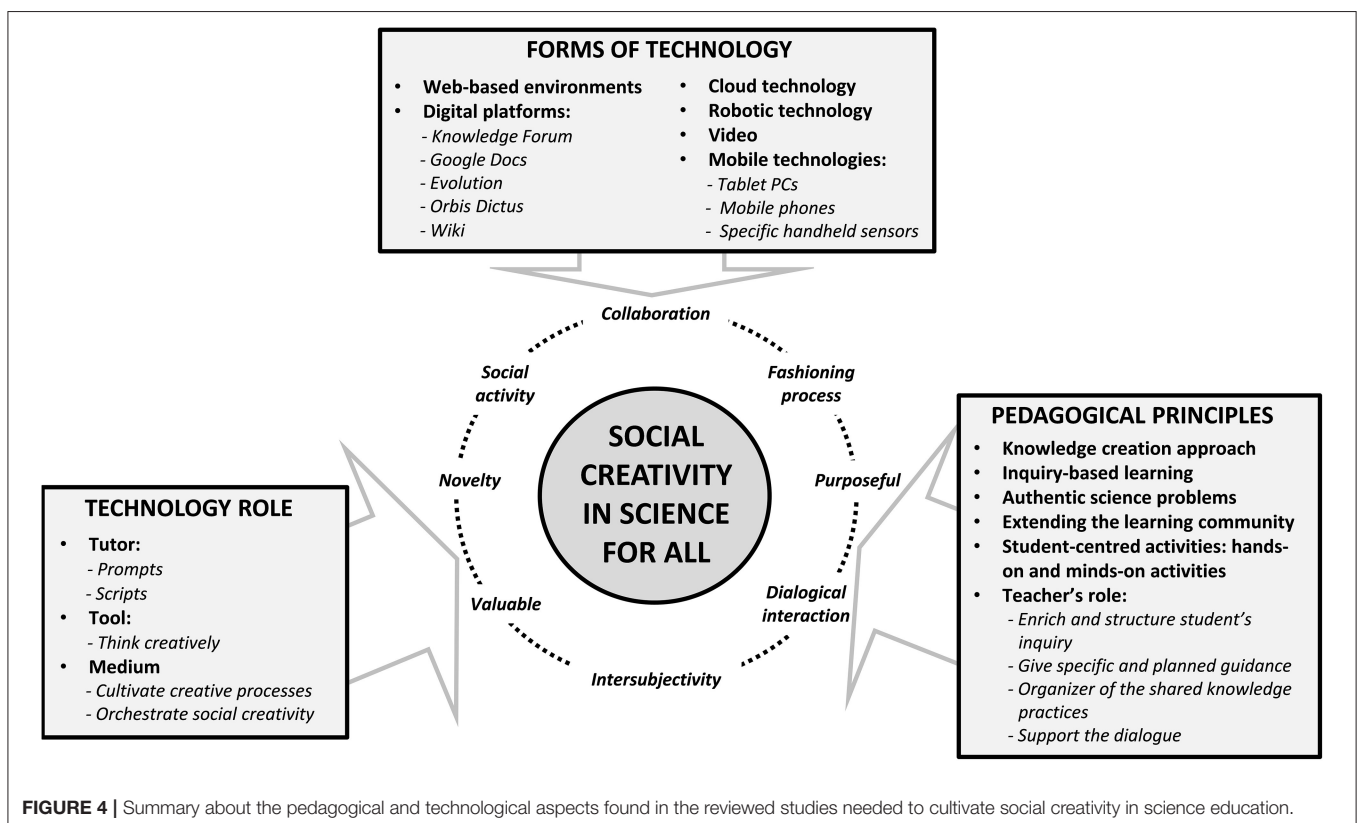 FORMS OF TECHNOLOGY
• Web-based environments
• Digital platforms:
- Knowledge Forum
- Google Docs
- Evolution
- Orbis Dictus
- Wiki
• Cloud technology
• Robotic technology
• Video
• Mobile technologies:
- Tablet PCs
- Mobile phones
- Specific handheld sensors
Collaboration
Social
activity
Fashioning
process
Novelty
Purposeful
Valuable
Dialogical
interaction
Intersubjectivity
SOCIAL
CREATIVITY
IN SCIENCE
FOR ALL
TECHNOLOGY ROLE
• Tutor:
- Prompts
- Scripts
• Tool:
- Think creatively
• Medium
- Cultivate creative processes
- Orchestrate social creativity
PEDAGOGICAL PRINCIPLES
• Knowledge creation approach
• Inquiry-based learning
• Authentic science problems
• Extending the learning community
• Student-centred activities: hands-
on and minds-on activities
• Teacher's role:
- Enrich and structure student's
inquiry
- Give specific and planned guidance
- Organizer of the shared knowledge
practices
- Support the dialogue
FIGURE 4 | Summary about the pedagogical and technological aspects found in the reviewed studies needed to cultivate social creativity in science education.